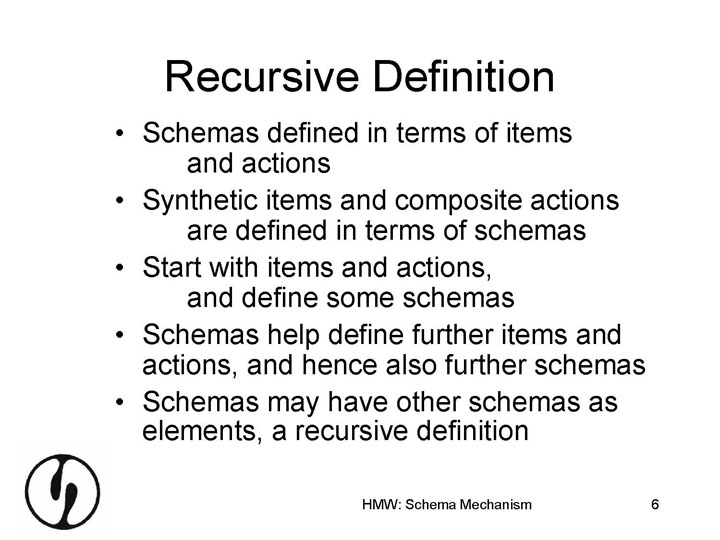 Recursive Definition
• Schemas defined in terms of items
and actions
• Synthetic items and composite actions
are defined in terms of schemas
• Start with items and actions,
and define some schemas
• Schemas help define further items and
actions, and hence also further schemas
• Schemas may have other schemas as
elements, a recursive definition
HMW: Schema Mechanism
6